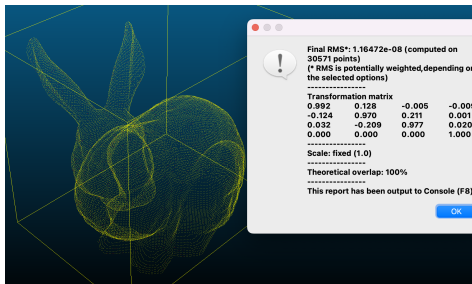 Final RMS*: 1.16472e-08 (computed on
30571 points)
(* RMS is potentially weighted,depending on
the selected options)
----------------
Transformation matrix
0.992 0.128 -0.005
-0.124 0.970 0.211 0.001
0.032 -0.209 0.977 0.020
0.000 0.000 0.000 1.000
----------------
Scale: fixed (1.0)
----------------
Theoretical overlap: 100%
----------------
This report has been output to Console (F8)
OK